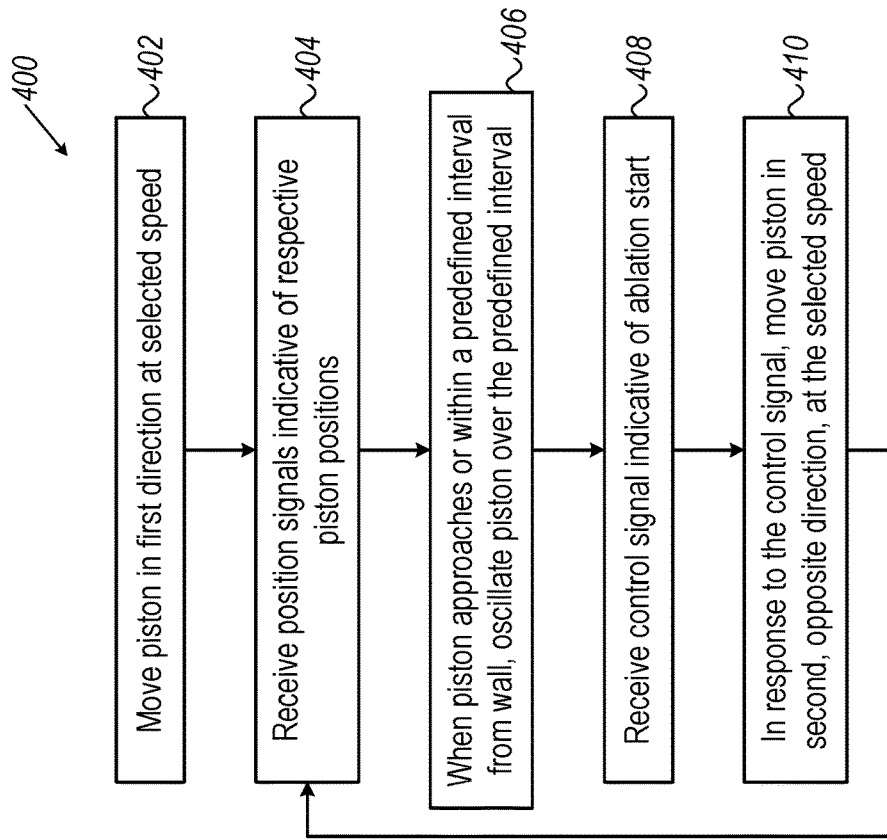 400
Move piston in first direction at selected speed
402
Receive position signals indicative of respective
piston positions
404
When piston approaches or within a predefined interval
from wall, oscillate piston over the predefined interval
406
Receive control signal indicative of ablation start
408
In response to the control signal, move piston in
second, opposite direction, at the selected speed
410